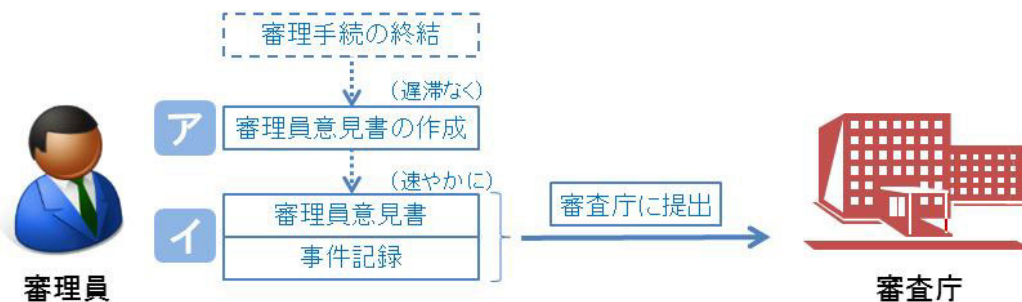 審理手続の終結
(遅滞なく)
ア
審理員意見書の作成
(速やかに)
イ
審理員意見書
事件記録
審査庁に提出
審理員
審査庁